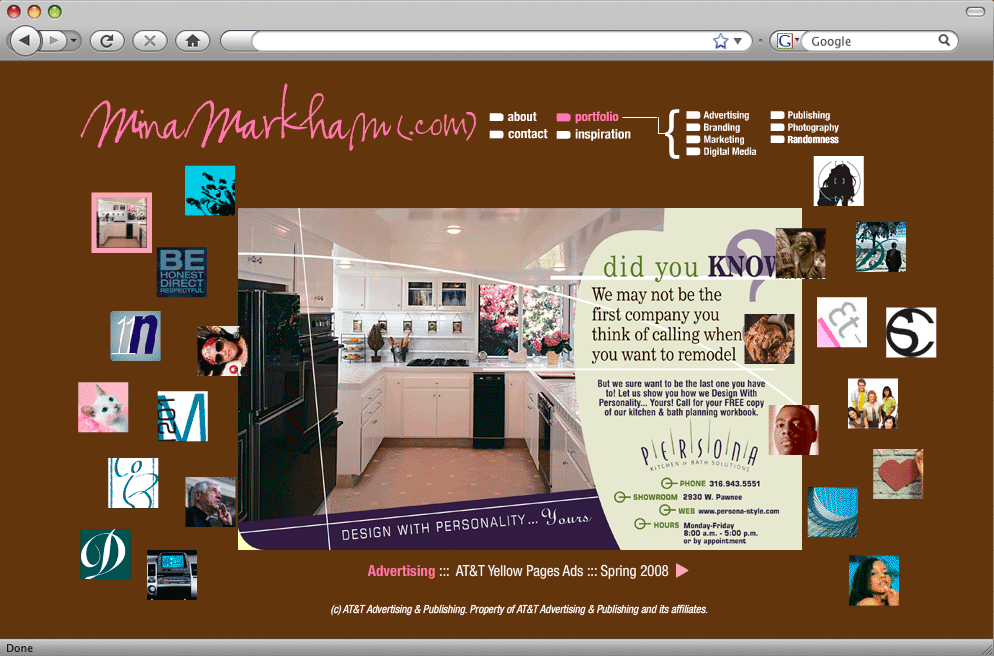 Google
minaMarkham(.com)
about
contact
portfolio
inspiration
Advertising
Branding
Marketing
Digital Media
Publishing
Photography
Randomness
BE
HONEST
DIRECT
RESPECTFUL
11n
did you KNOW
?
We may not be the
first company you
think of calling when
you want to remodel
But we sure want to be the last one you have
to! Let us show you how we Design With
Personality... Yours! Call for your FREE copy
of our kitchen & bath planning workbook.
PERSONA
KITCHEN & BATH SOLUTIONS
PHONE 316.943.5551
SHOWROOM 2930 W. Pawnee
WEB www.persona-style.com
HOURS Monday-Friday
8:00 a.m. - 5:00 p.m.
or by appointment
DESIGN WITH PERSONALITY... Yours
Advertising ::: AT&T Yellow Pages Ads ::: Spring 2008
(c) AT&T Advertising & Publishing. Property of AT&T Advertising & Publishing and its affiliates.
Done